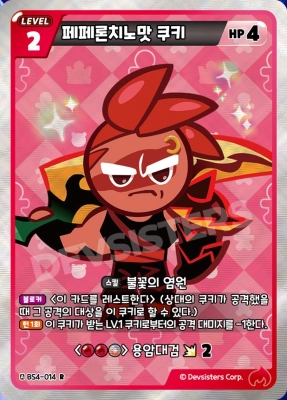 LEVEL
2
페페론치노맛 쿠키
HP 4
DEVSISTERS
스킬 불꽃의 염원
블로커 <이 카드를 레스트한다> (상대의 쿠키가 공격했을
때 그 공격의 대상을 이 쿠키로 할 수 있다.)
턴 1회 이 쿠키가 받는 LV.1 쿠키로부터의 공격 대미지를 -1한다.
< > 용암대검 2
BS4-014 R
© Devsisters Corp.